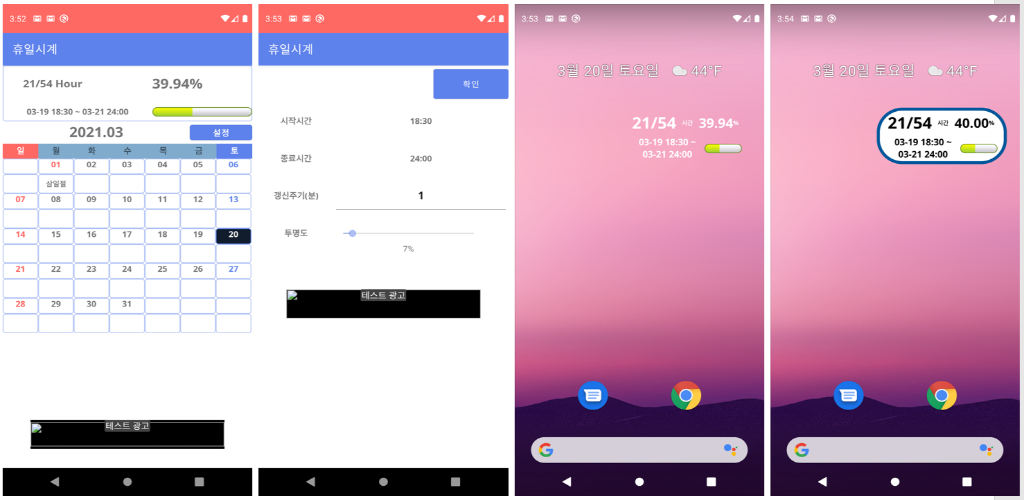 3:52
휴일시계
21/54 Hour 39.94%
03-19 18:30 ~ 03-21 24:00
2021.03 설정
일 월 화 수 목 금 토
01 02 03 04 05 06
삼일절
07 08 09 10 11 12 13
14 15 16 17 18 19 20
21 22 23 24 25 26 27
28 29 30 31
테스트 광고
3:53
휴일시계
확인
시작시간 18:30
종료시간 24:00
갱신주기(분) 1
투명도
7%
테스트 광고
3:53
3월 20일 토요일 44°F
21/54 시간 39.94%
03-19 18:30 ~
03-21 24:00
3:54
3월 20일 토요일 44°F
21/54 시간 40.00%
03-19 18:30 ~
03-21 24:00